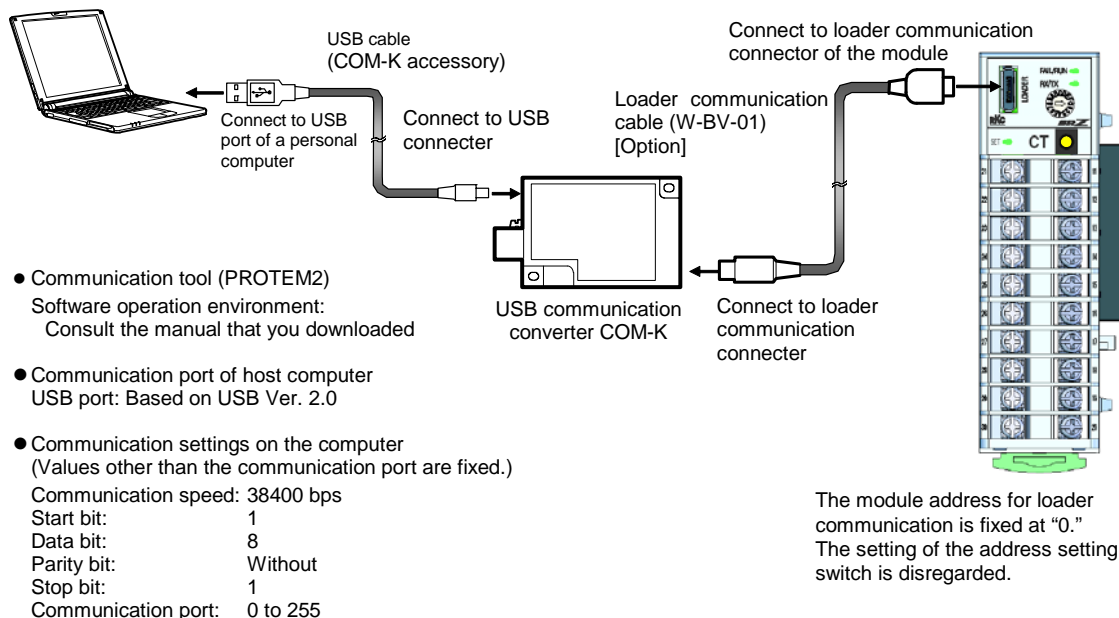 USB cable
(COM-K accessory)
Connect to loader communication
connector of the module
Connect to USB
port of a personal
computer
Connect to USB
connecter
Loader communication
cable (W-BV-01)
[Option]
FAIL/RUN
RX/TX
LOADER
RKC
SRZ
SET
CT
USB communication
converter COM-K
Connect to loader
communication
connecter
● Communication tool (PROTEM2)
Software operation environment:
Consult the manual that you downloaded
● Communication port of host computer
USB port: Based on USB Ver. 2.0
● Communication settings on the computer
(Values other than the communication port are fixed.)
Communication speed: 38400 bps
Start bit: 1
Data bit: 8
Parity bit: Without
Stop bit: 1
Communication port: 0 to 255
The module address for loader
communication is fixed at “0.”
The setting of the address setting
switch is disregarded.